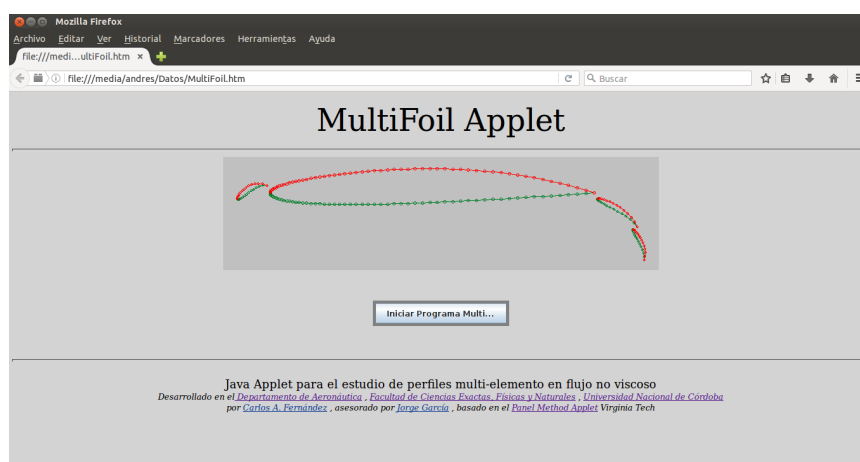 Mozilla Firefox
Archivo Editar Ver Historial Marcadores Herramientas Ayuda
file:///medi...ultiFoil.htm
file:///media/andres/Datos/MultiFoil.htm Buscar
MultiFoil Applet
Iniciar Programa Multi...
Java Applet para el estudio de perfiles multi-elemento en flujo no viscoso
Desarrollado en el Departamento de Aeronáutica , Facultad de Ciencias Exactas, Físicas y Naturales , Universidad Nacional de Córdoba
por Carlos A. Fernández , asesorado por Jorge García , basado en el Panel Method Applet Virginia Tech